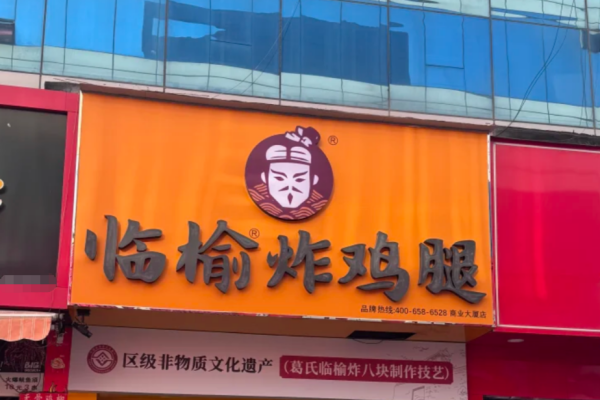 ®
临榆®炸鸡腿
品牌热线:400-658-6528 商业大厦店
区级非物质文化遗产 (葛氏临榆炸八块制作技艺)